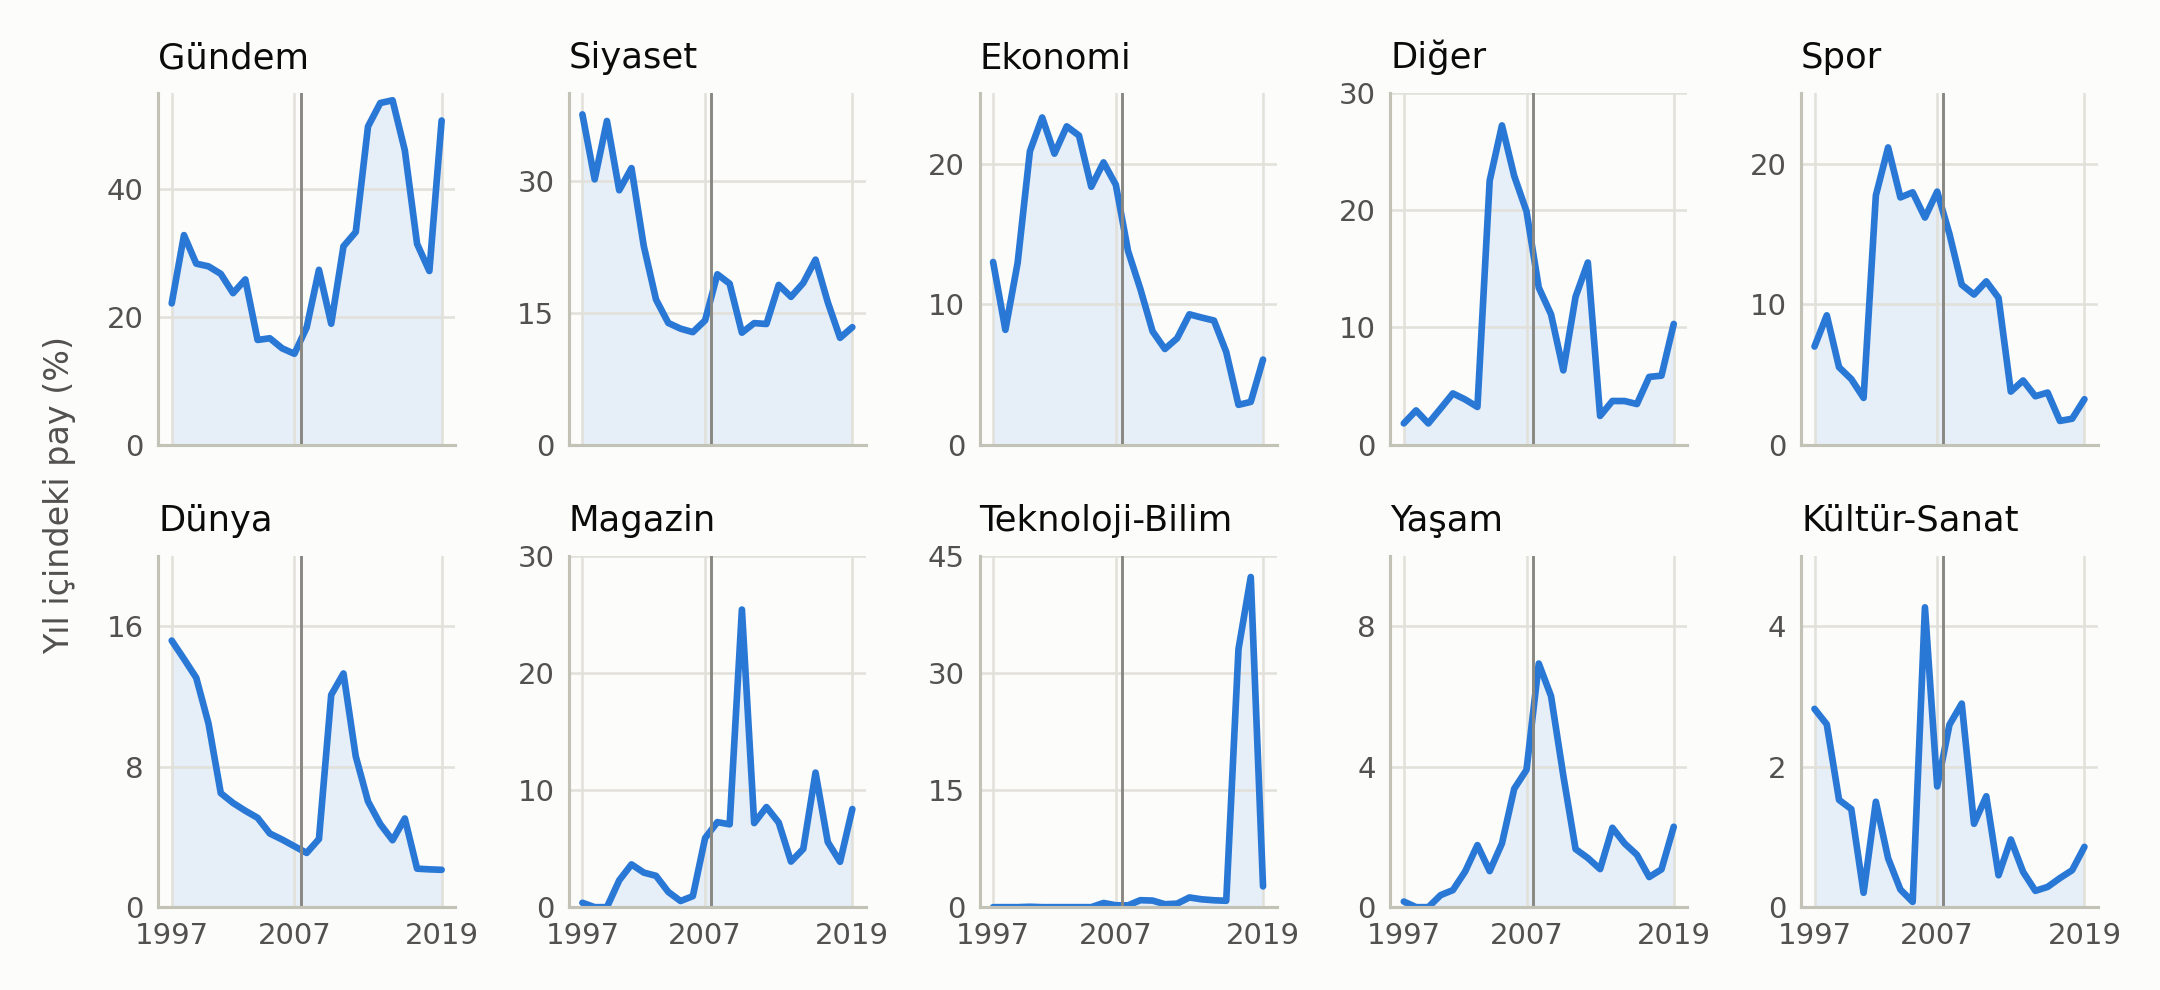 Yıl içindeki pay (%)
Gündem
40
20
0
Siyaset
30
15
0
Ekonomi
20
10
0
Diğer
30
20
10
0
Spor
20
10
0
Dünya
16
8
0
1997 2007 2019
Magazin
30
20
10
0
1997 2007 2019
Teknoloji-Bilim
45
30
15
0
1997 2007 2019
Yaşam
8
4
0
1997 2007 2019
Kültür-Sanat
4
2
0
1997 2007 2019